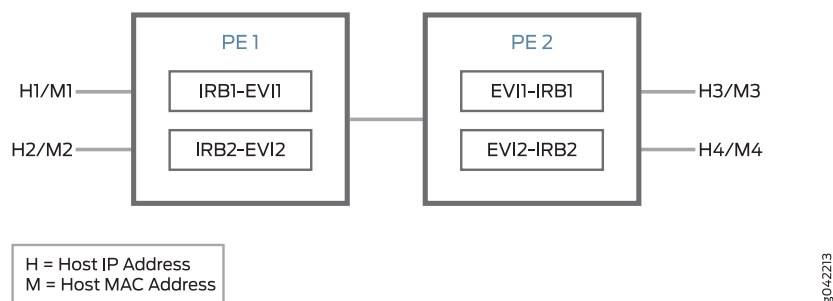 PE 1
PE 2
H1/M1
IRB1-EVI1
EVI1-IRB1
H3/M3
H2/M2
IRB2-EVI2
EVI2-IRB2
H4/M4
H = Host IP Address
M = Host MAC Address